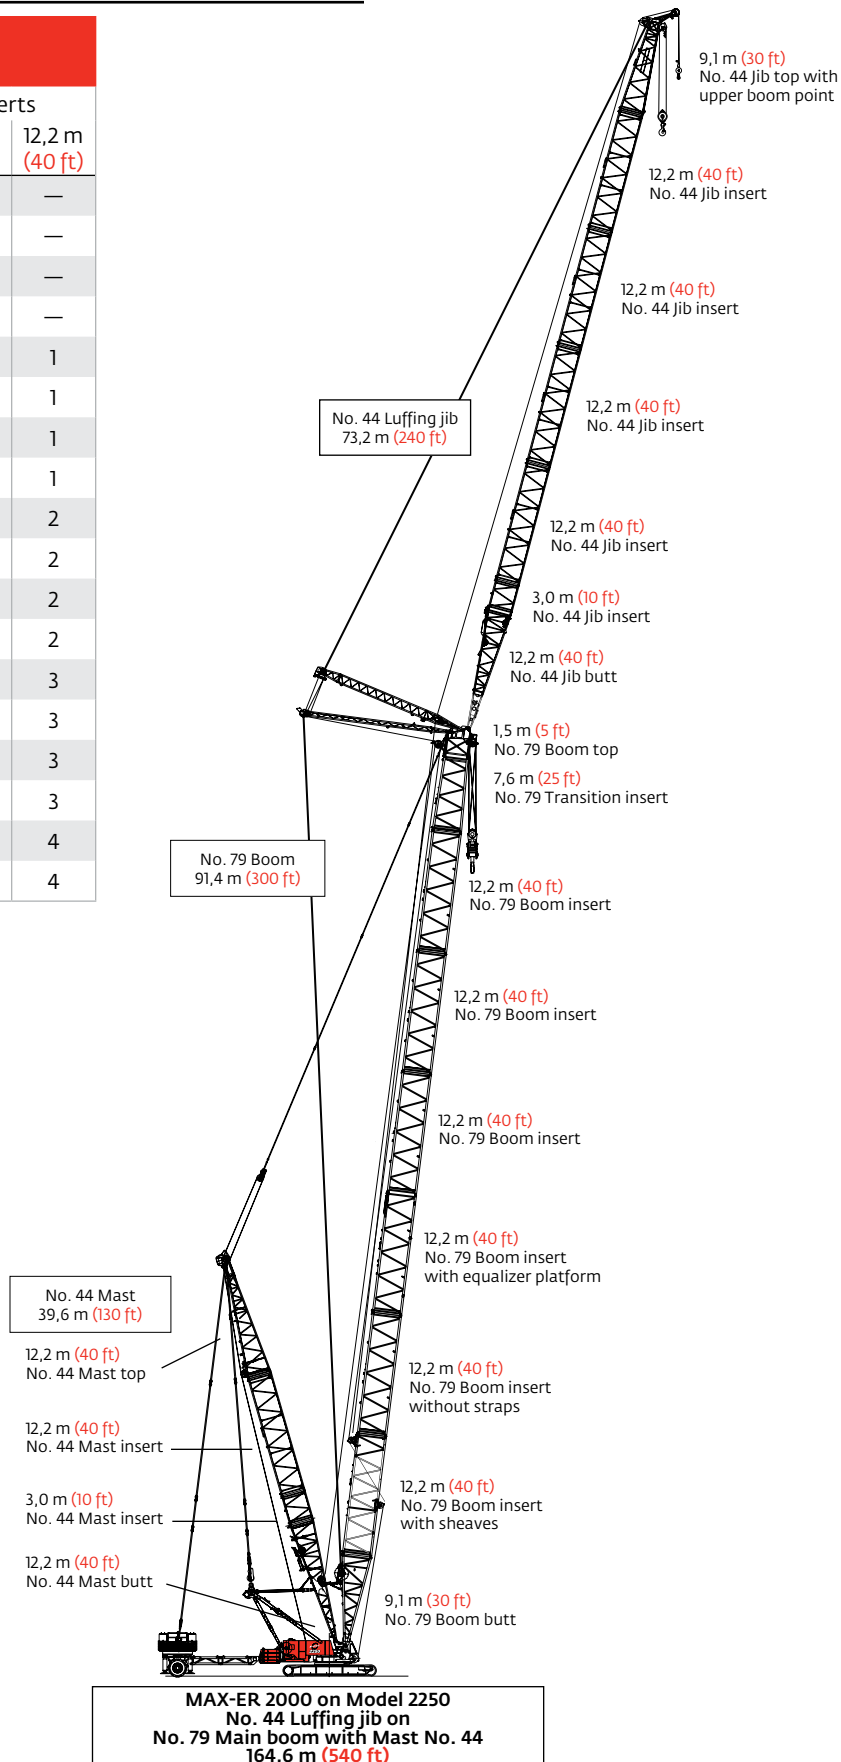 erts
12,2 m
(40 ft)
—
—
—
—
1
1
1
1
2
2
2
2
3
3
3
3
4
4
9,1 m (30 ft)
No. 44 Jib top with
upper boom point
12,2 m (40 ft)
No. 44 Jib insert
12,2 m (40 ft)
No. 44 Jib insert
12,2 m (40 ft)
No. 44 Jib insert
No. 44 Luffing jib
73,2 m (240 ft)
12,2 m (40 ft)
No. 44 Jib insert
3,0 m (10 ft)
No. 44 Jib insert
12,2 m (40 ft)
No. 44 Jib butt
1,5 m (5 ft)
No. 79 Boom top
7,6 m (25 ft)
No. 79 Transition insert
No. 79 Boom
91,4 m (300 ft)
12,2 m (40 ft)
No. 79 Boom insert
12,2 m (40 ft)
No. 79 Boom insert
12,2 m (40 ft)
No. 79 Boom insert
12,2 m (40 ft)
No. 79 Boom insert
with equalizer platform
No. 44 Mast
39,6 m (130 ft)
12,2 m (40 ft)
No. 44 Mast top
12,2 m (40 ft)
No. 79 Boom insert
without straps
12,2 m (40 ft)
No. 44 Mast insert
12,2 m (40 ft)
No. 79 Boom insert
with sheaves
3,0 m (10 ft)
No. 44 Mast insert
12,2 m (40 ft)
No. 44 Mast butt
9,1 m (30 ft)
No. 79 Boom butt
MAX-ER 2000 on Model 2250
No. 44 Luffing jib on
No. 79 Main boom with Mast No. 44
164,6 m (540 ft)